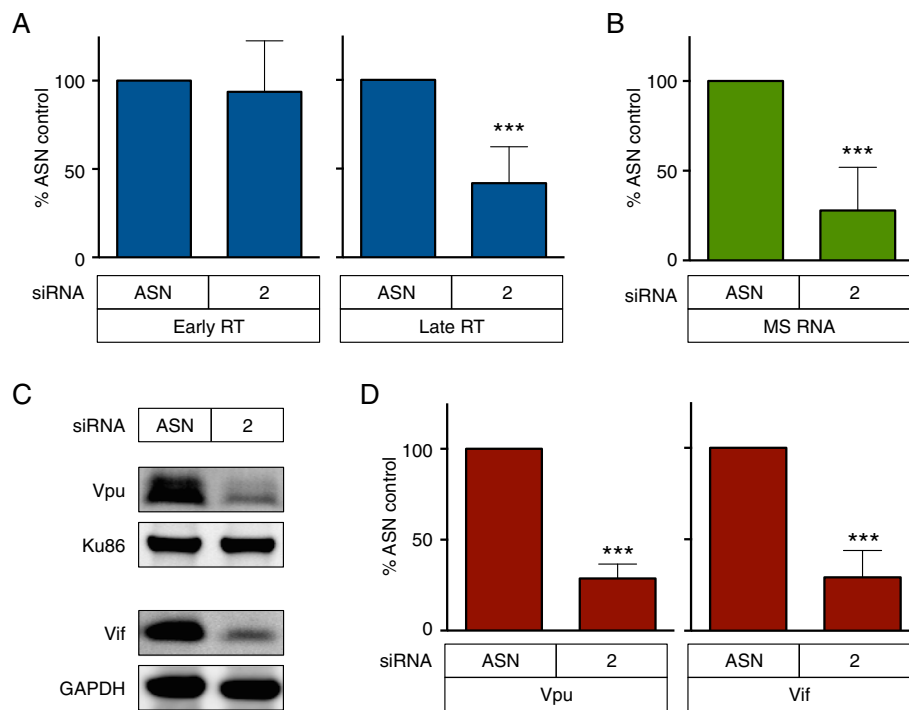 A
% ASN control
100
50
0
***
siRNA ASN 2 ASN 2
Early RT Late RT
B
% ASN control
100
50
0
***
siRNA ASN 2
MS RNA
C
siRNA ASN 2
Vpu
Ku86
Vif
GAPDH
D
% ASN control
100
50
0
***
***
siRNA ASN 2 ASN 2
Vpu Vif